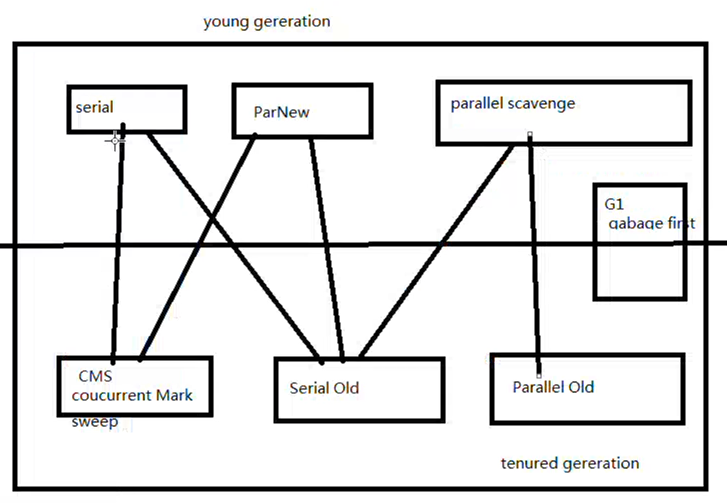 young gereration
serial
ParNew
parallel scavenge
G1
gabage first
CMS
coucurrent Mark
sweep
Serial Old
Parallel Old
tenured gereration